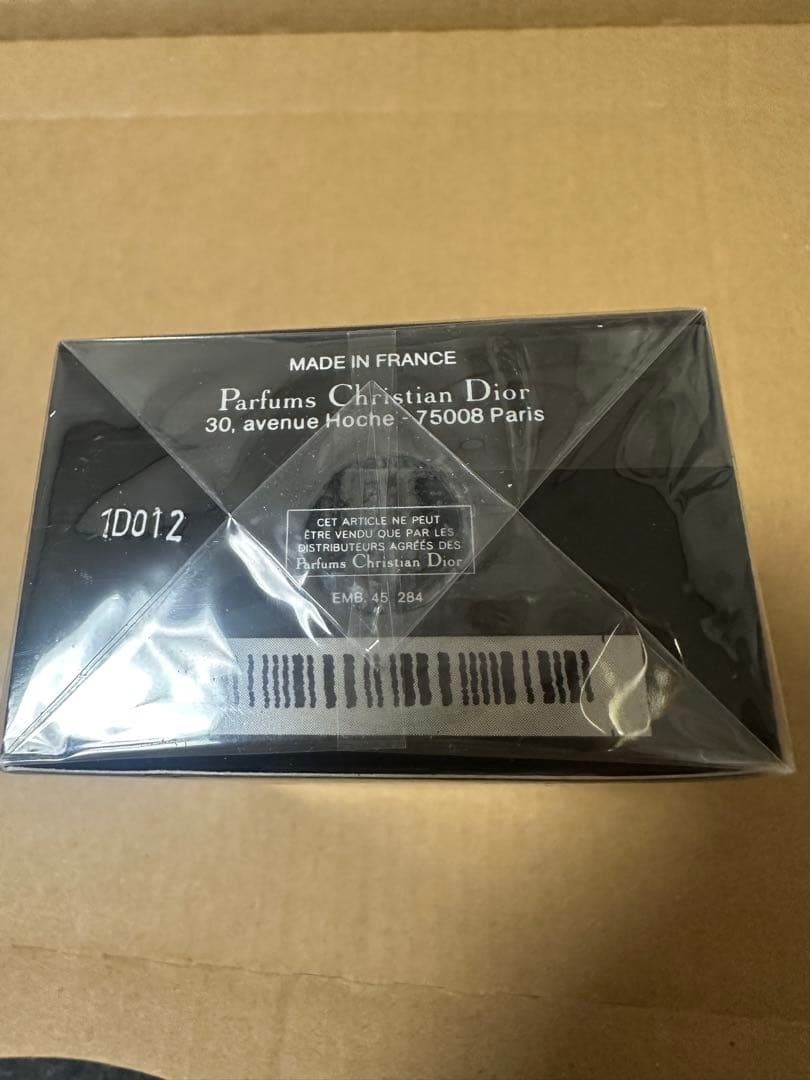 MADE IN FRANCE
Parfums Christian Dior
30, avenue Hoche - 75008 Paris
1D012
CET ARTICLE NE PEUT
ÊTRE VENDU QUE PAR LES
DISTRIBUTEURS AGRÉÉS DES
Parfums Christian Dior
EMB. 45 284